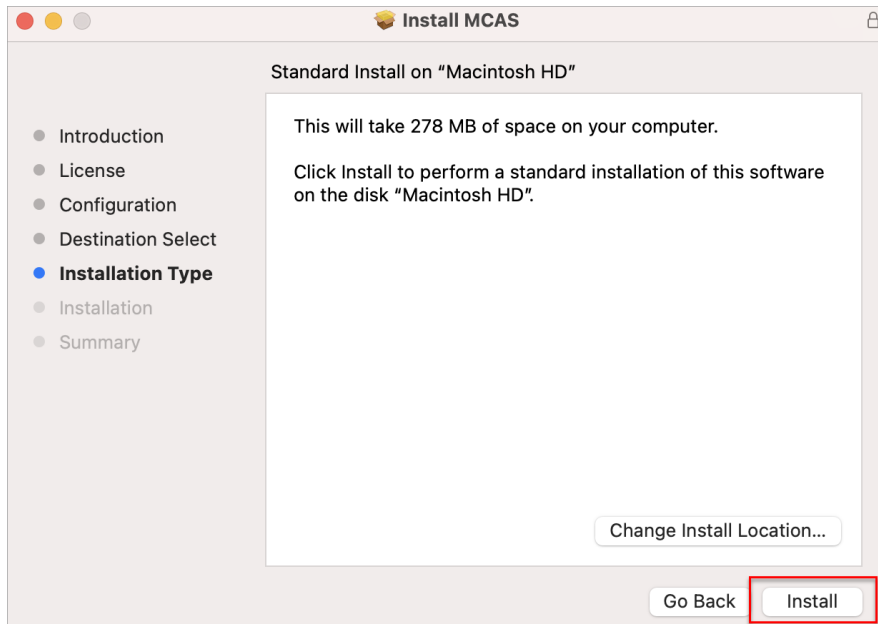 Install MCAS
Standard Install on “Macintosh HD”
Introduction
License
Configuration
Destination Select
Installation Type
Installation
Summary
This will take 278 MB of space on your computer.
Click Install to perform a standard installation of this software
on the disk “Macintosh HD”.
Change Install Location...
Go Back
Install